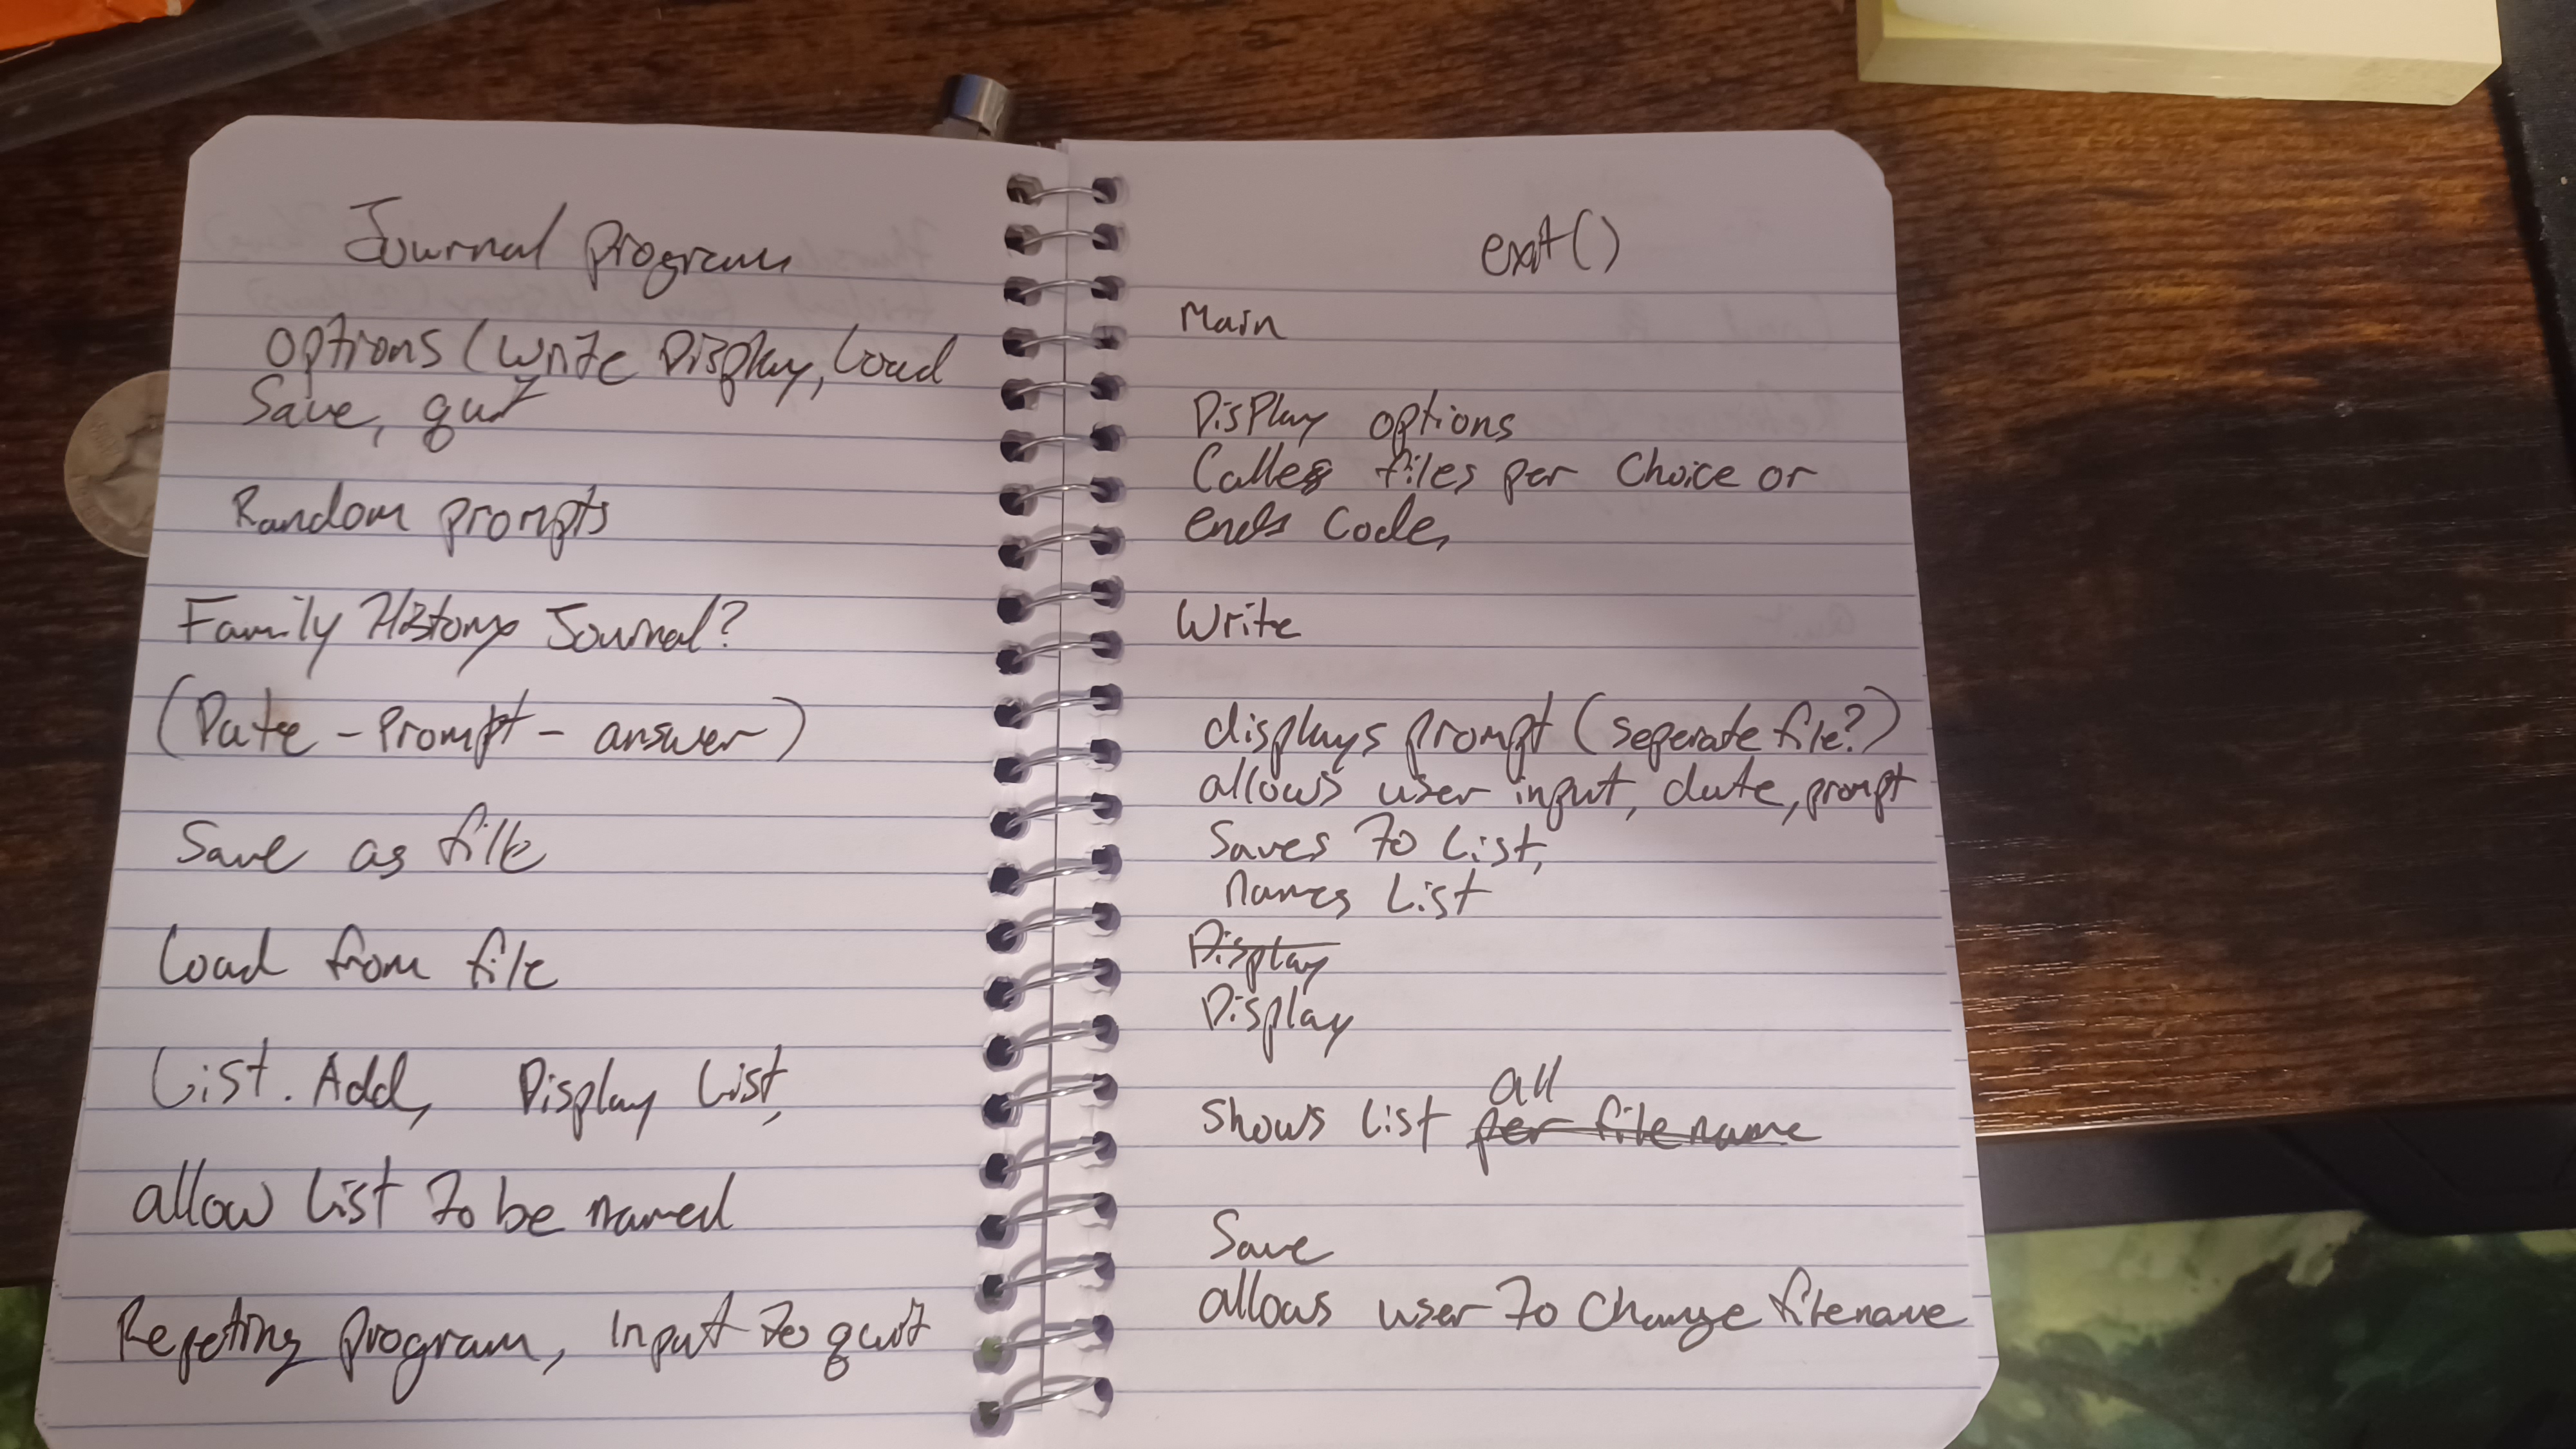 Journal Program
options (write Display, Load
Save, quit
Random prompts
Family History Journal?
(Date - Prompt - answer)
Save as file
Load from file
List. Add, Display List,
allow List to be named
Repeting Program, Input to quit
exit()
Main
Display options
Calles files per choice or
ends code,
Write
displays prompt (seperate file?)
allows user input, date, prompt
Saves to List,
names List
Display
Display
all
shows list per file name
Save
allows user to change filename